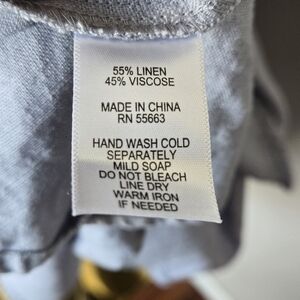 55% LINEN
45% VISCOSE
MADE IN CHINA
RN 55663
HAND WASH COLD
SEPARATELY
MILD SOAP
DO NOT BLEACH
LINE DRY
WARM IRON
IF NEEDED